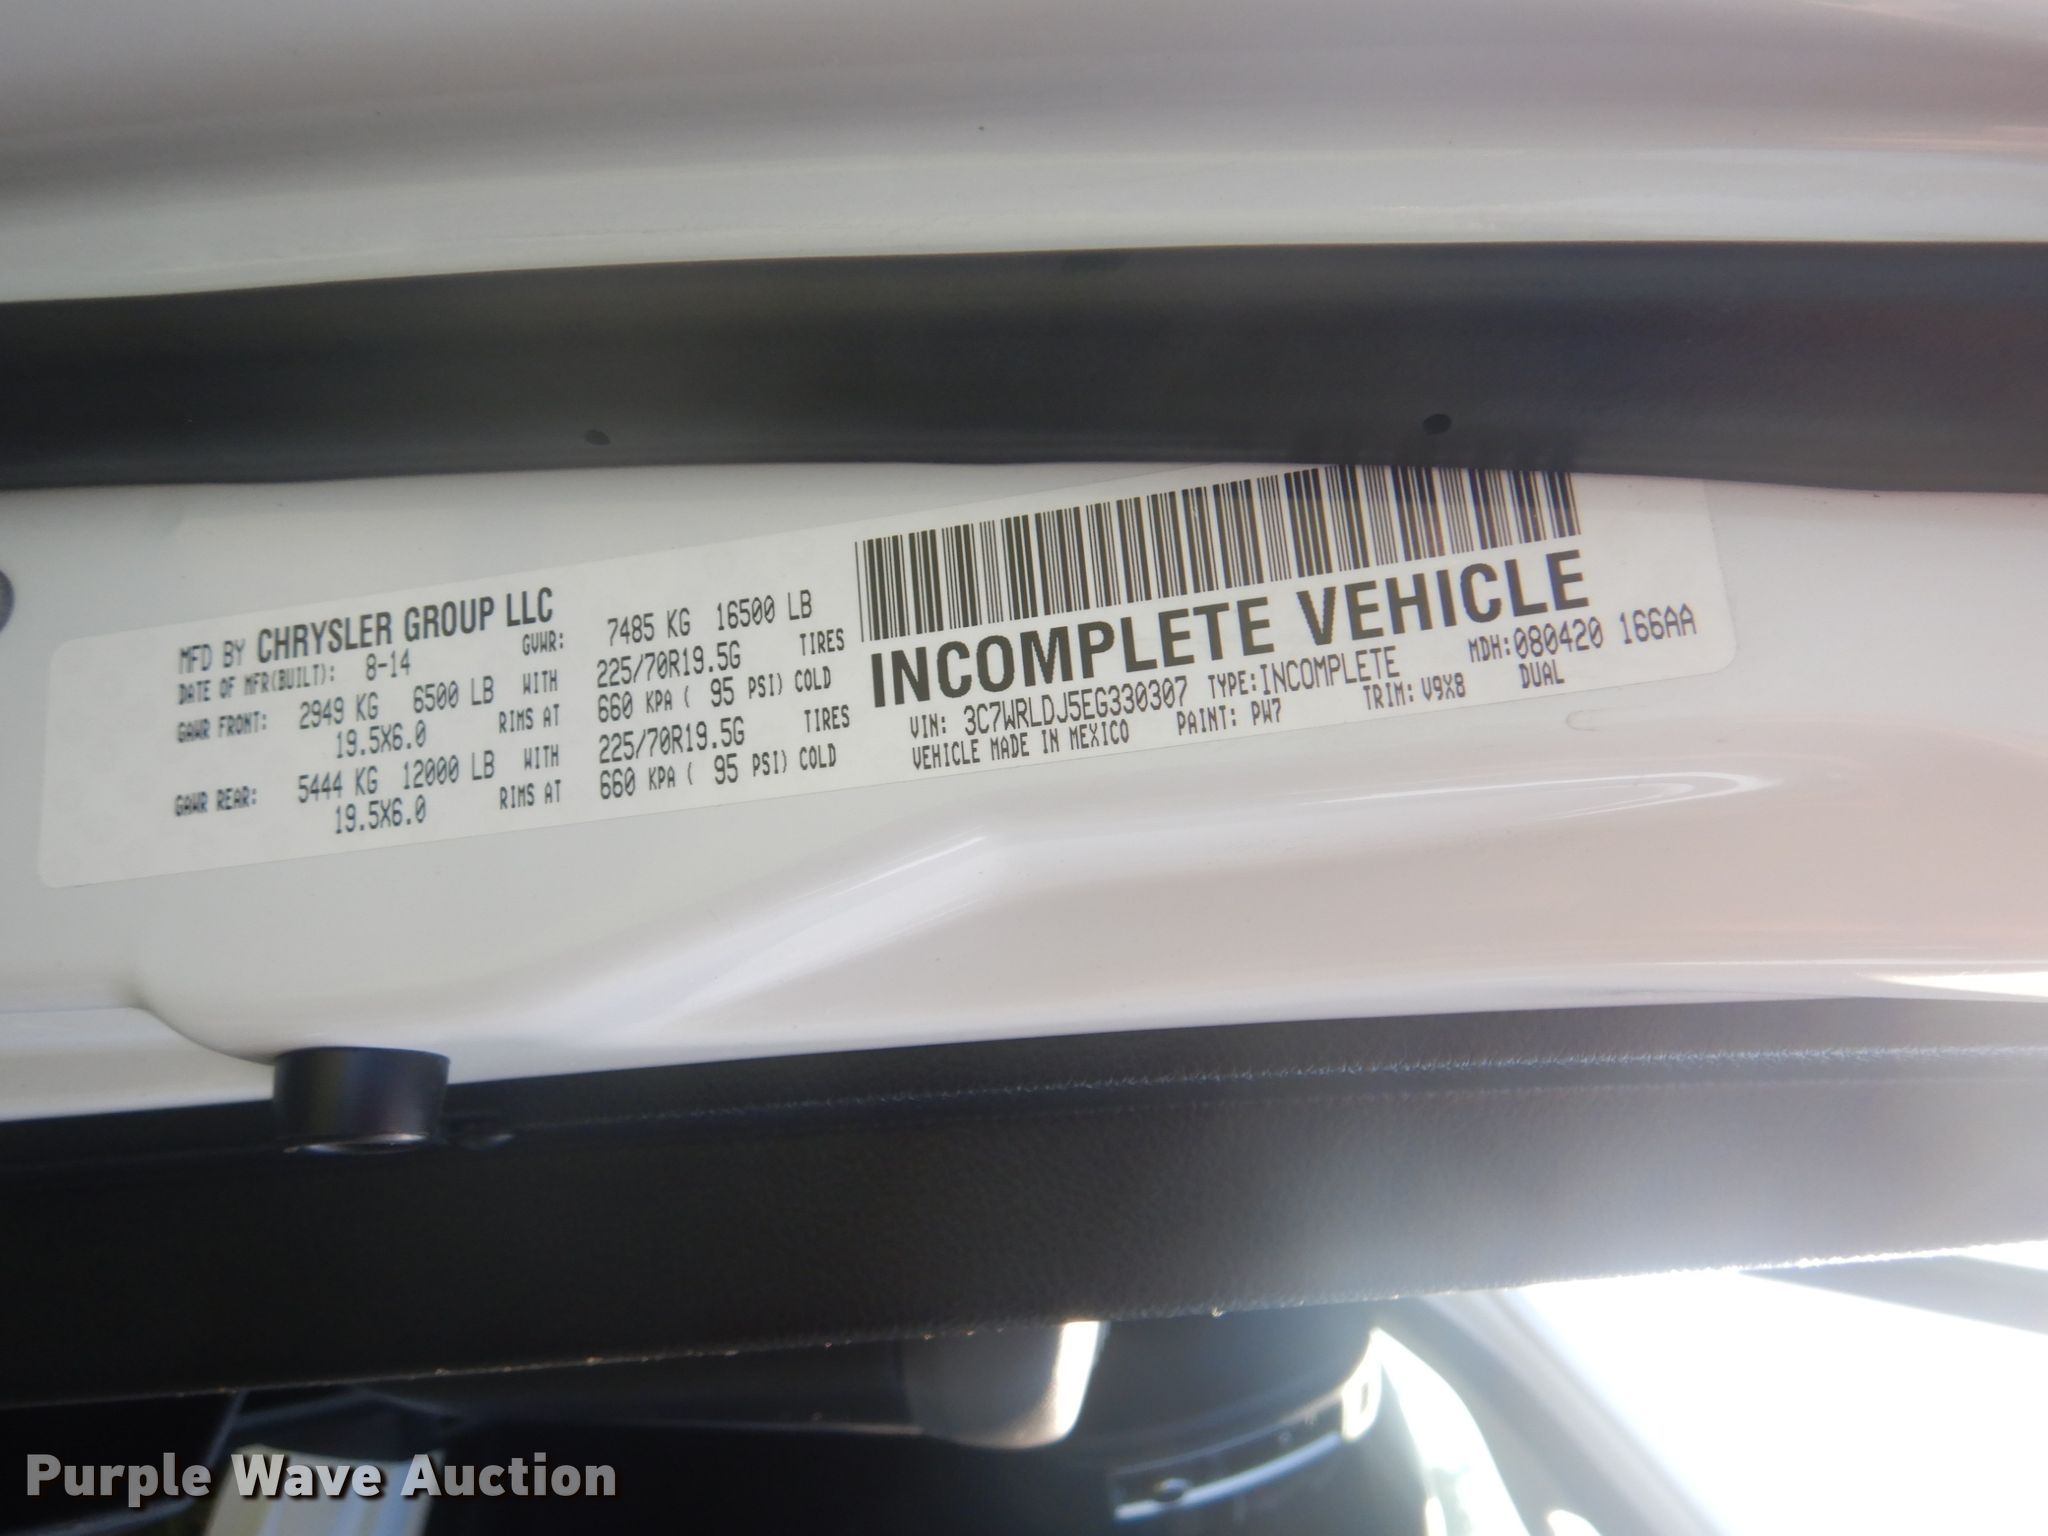 MFD BY CHRYSLER GROUP LLC
DATE OF MFR(BUILT): 8-14 GVWR: 7485 KG 16500 LB
GAWR FRONT: 2949 KG 6500 LB WITH 225/70R19.5G TIRES
19.5X6.0 RIMS AT 660 KPA ( 95 PSI) COLD
GAWR REAR: 5444 KG 12000 LB WITH 225/70R19.5G TIRES
19.5X6.0 RIMS AT 660 KPA ( 95 PSI) COLD
INCOMPLETE VEHICLE
MDH:080420 166AA
VIN: 3C7WRLDJ5EG330307 TYPE:INCOMPLETE DUAL
VEHICLE MADE IN MEXICO PAINT: PW7 TRIM: V9X8
Purple Wave Auction